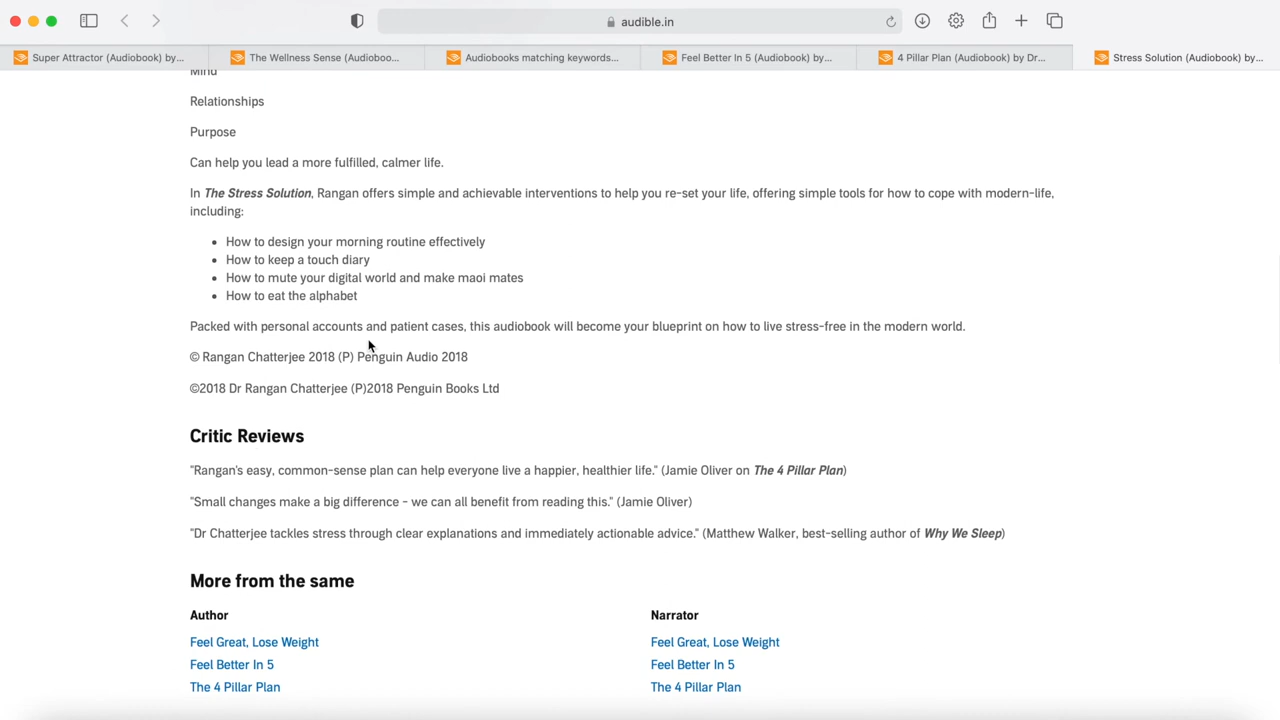 audible.in
Super Attractor (Audiobook) by...
The Wellness Sense (Audioboo...
Audiobooks matching keywords...
Feel Better In 5 (Audiobook) by...
4 Pillar Plan (Audiobook) by Dr...
Stress Solution (Audiobook) by...
Mind
Relationships
Purpose
Can help you lead a more fulfilled, calmer life.
In The Stress Solution, Rangan offers simple and achievable interventions to help you re-set your life, offering simple tools for how to cope with modern-life,
including:
• How to design your morning routine effectively
• How to keep a touch diary
• How to mute your digital world and make maoi mates
• How to eat the alphabet
Packed with personal accounts and patient cases, this audiobook will become your blueprint on how to live stress-free in the modern world.
© Rangan Chatterjee 2018 (P) Penguin Audio 2018
©2018 Dr Rangan Chatterjee (P)2018 Penguin Books Ltd
Critic Reviews
"Rangan's easy, common-sense plan can help everyone live a happier, healthier life." (Jamie Oliver on The 4 Pillar Plan)
"Small changes make a big difference - we can all benefit from reading this." (Jamie Oliver)
"Dr Chatterjee tackles stress through clear explanations and immediately actionable advice." (Matthew Walker, best-selling author of Why We Sleep)
More from the same
Author
Feel Great, Lose Weight
Feel Better In 5
The 4 Pillar Plan
Narrator
Feel Great, Lose Weight
Feel Better In 5
The 4 Pillar Plan